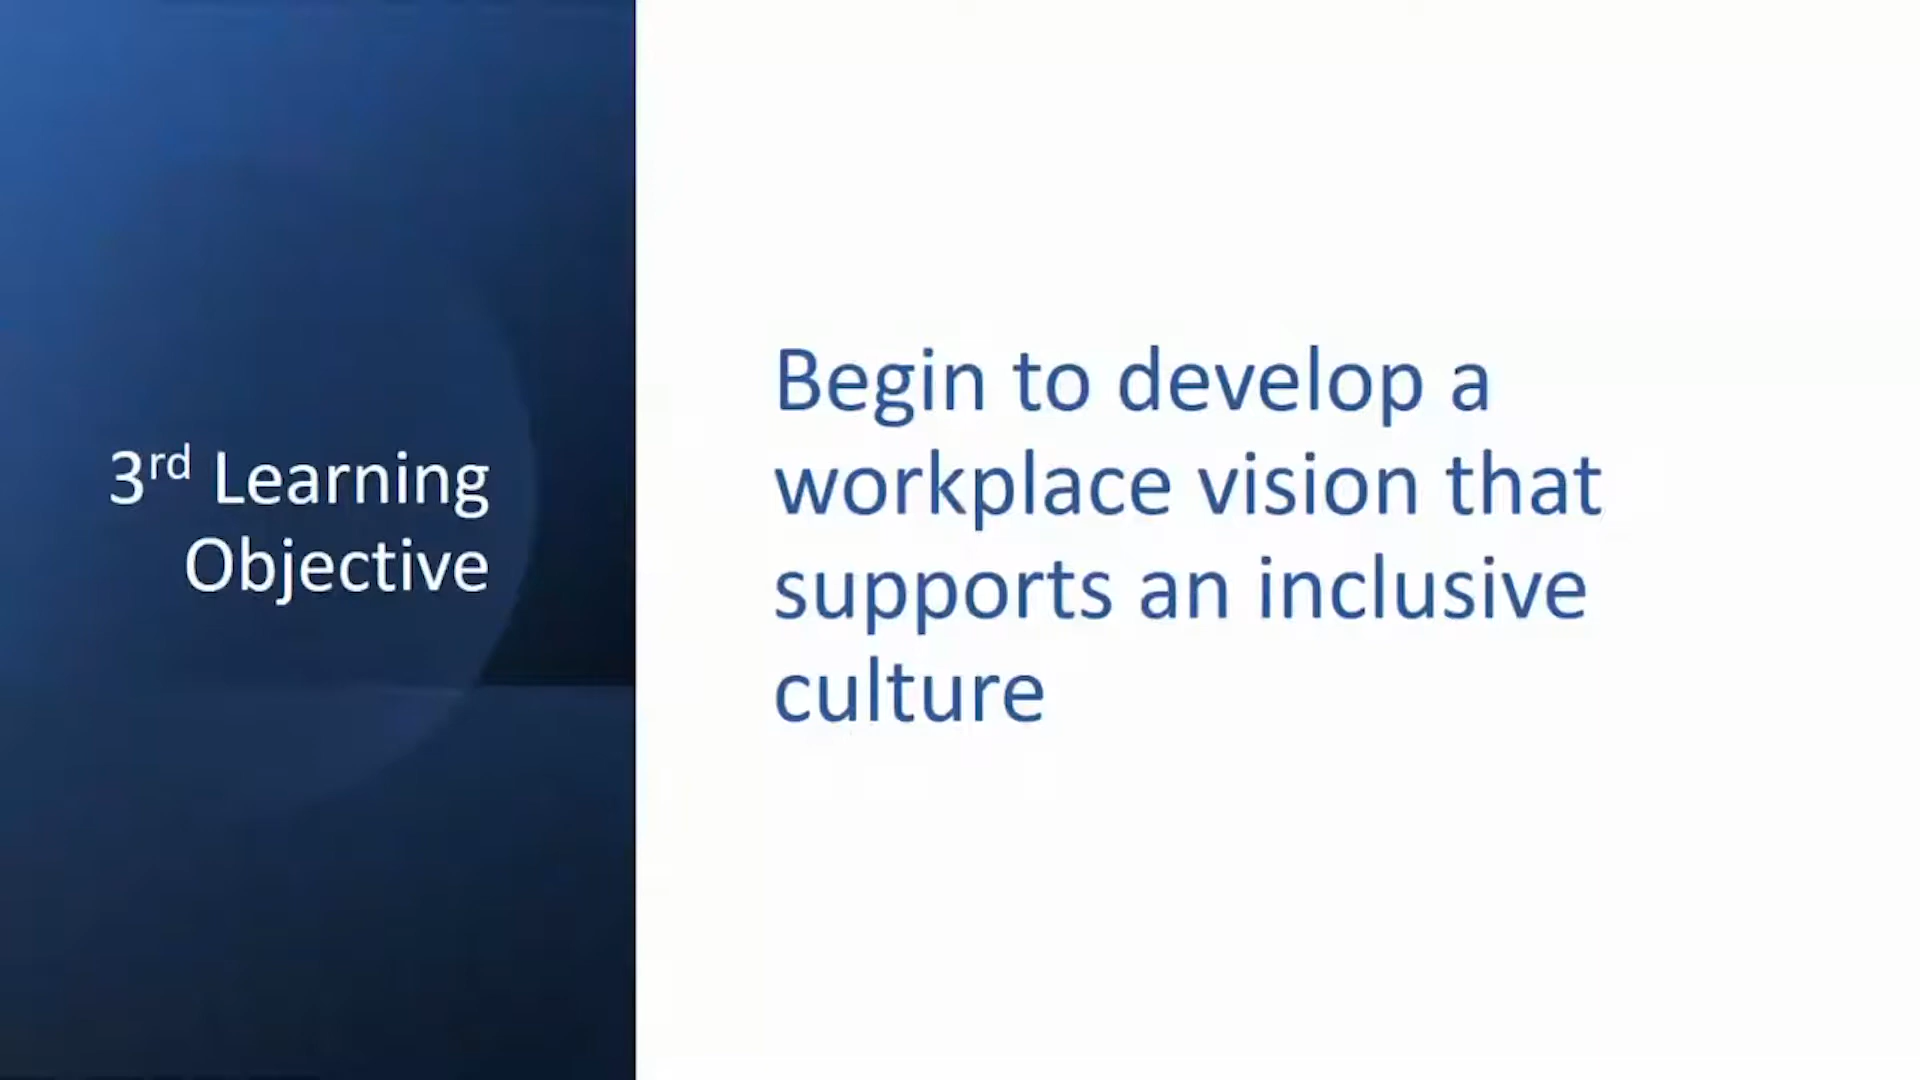 3rd Learning
Objective
Begin to develop a
workplace vision that
supports an inclusive
culture